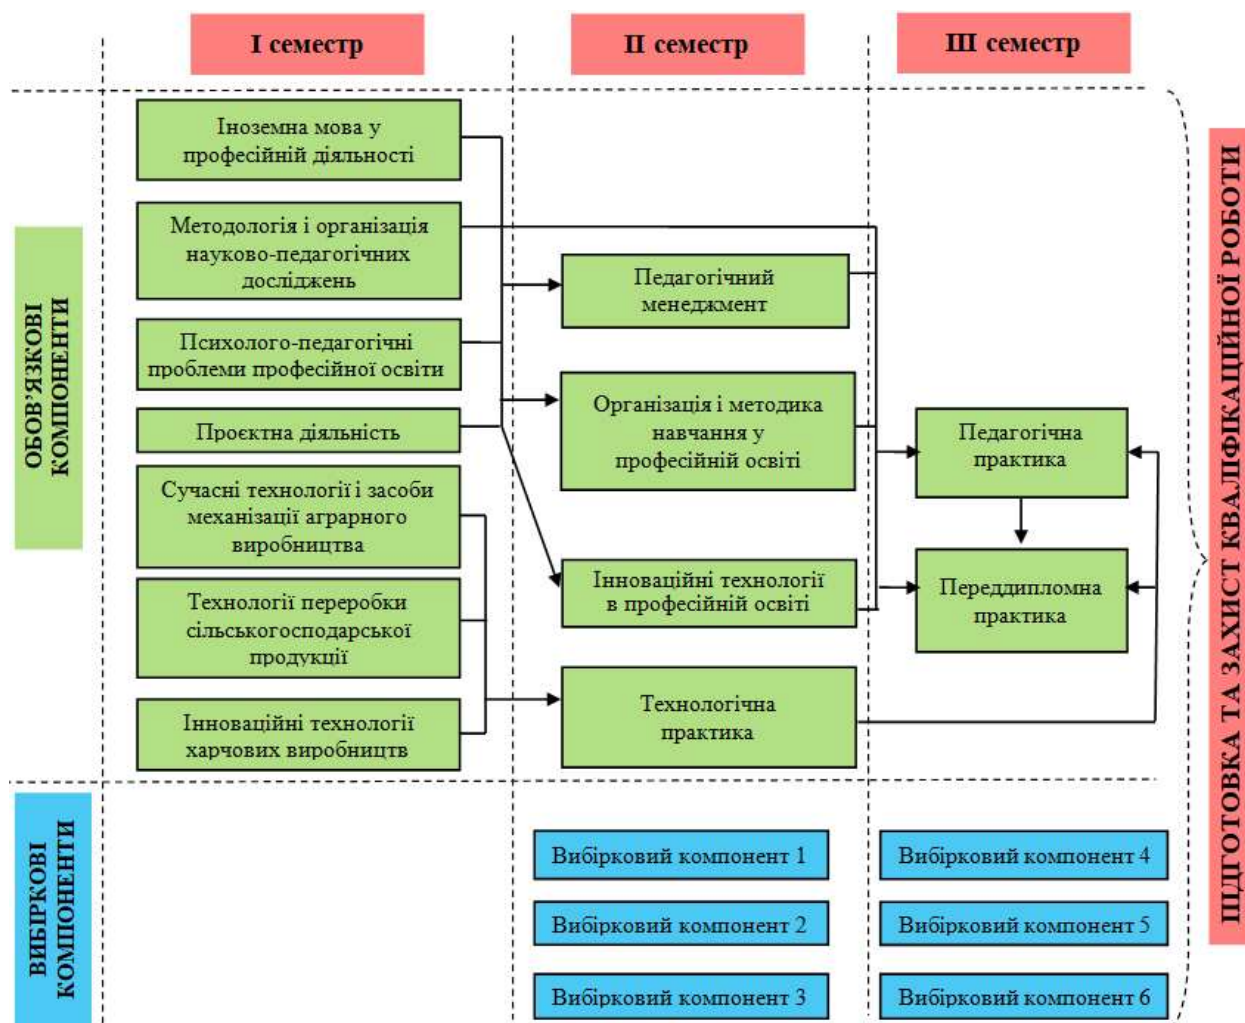 I семестр
II семестр
III семестр
ОБОВ'ЯЗКОВІ
КОМПОНЕНТИ
Іноземна мова у
професійній діяльності
Методологія і організація
науково-педагогічних
досліджень
Психолого-педагогічні
проблеми професійної освіти
Проєктна діяльність
Сучасні технології і засоби
механізації аграрного
виробництва
Технології переробки
сільськогосподарської
продукції
Інноваційні технології
харчових виробництв
Педагогічний
менеджмент
Організація і методика
навчання у
професійній освіті
Інноваційні технології
в професійній освіті
Технологічна
практика
Педагогічна
практика
Переддипломна
практика
ВИБІРКОВІ
КОМПОНЕНТИ
Вибірковий компонент 1
Вибірковий компонент 2
Вибірковий компонент 3
Вибірковий компонент 4
Вибірковий компонент 5
Вибірковий компонент 6
ПІДГОТОВКА ТА ЗАХИСТ КВАЛІФІКАЦІЙНОЇ РОБОТИ